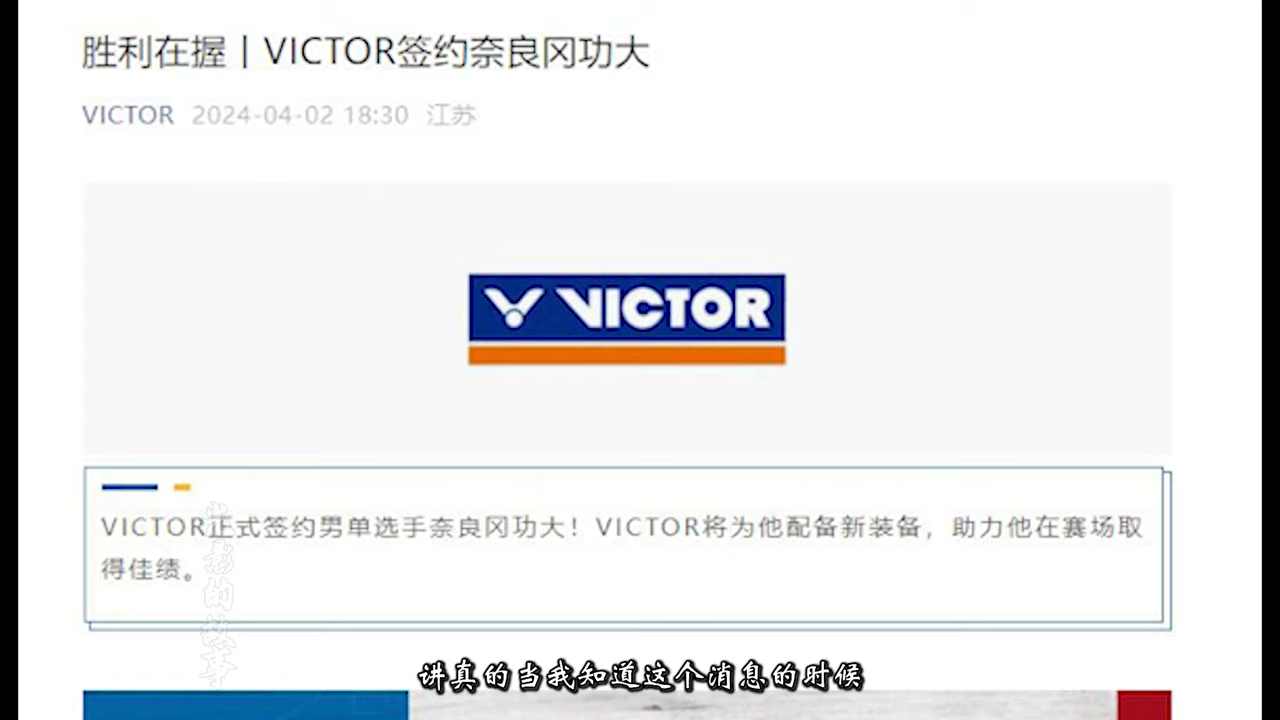 胜利在握丨VICTOR签约奈良冈功大
VICTOR 2024-04-02 18:30 江苏
VICTOR
VICTOR正式签约男单选手奈良冈功大！VICTOR将为他配备新装备，助力他在赛场取
得佳绩。
讲真的当我知道这个消息的时候